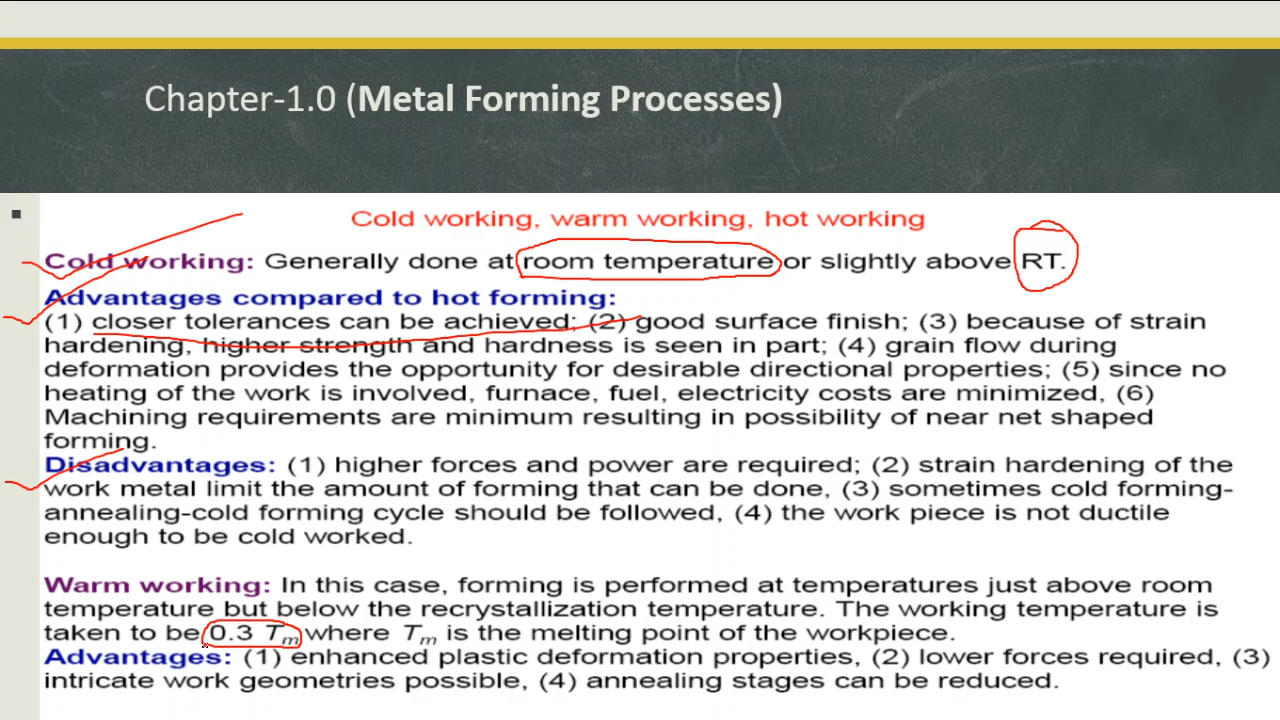 Chapter-1.0 (Metal Forming Processes)
Cold working, warm working, hot working
Cold working: Generally done at room temperature or slightly above RT.
Advantages compared to hot forming:
(1) closer tolerances can be achieved; (2) good surface finish; (3) because of strain
hardening, higher strength and hardness is seen in part; (4) grain flow during
deformation provides the opportunity for desirable directional properties; (5) since no
heating of the work is involved, furnace, fuel, electricity costs are minimized, (6)
Machining requirements are minimum resulting in possibility of near net shaped
forming.
Disadvantages: (1) higher forces and power are required; (2) strain hardening of the
work metal limit the amount of forming that can be done, (3) sometimes cold forming-
annealing-cold forming cycle should be followed, (4) the work piece is not ductile
enough to be cold worked.
Warm working: In this case, forming is performed at temperatures just above room
temperature but below the recrystallization temperature. The working temperature is
taken to be 0.3 Tm where Tm is the melting point of the workpiece.
Advantages: (1) enhanced plastic deformation properties, (2) lower forces required, (3)
intricate work geometries possible, (4) annealing stages can be reduced.